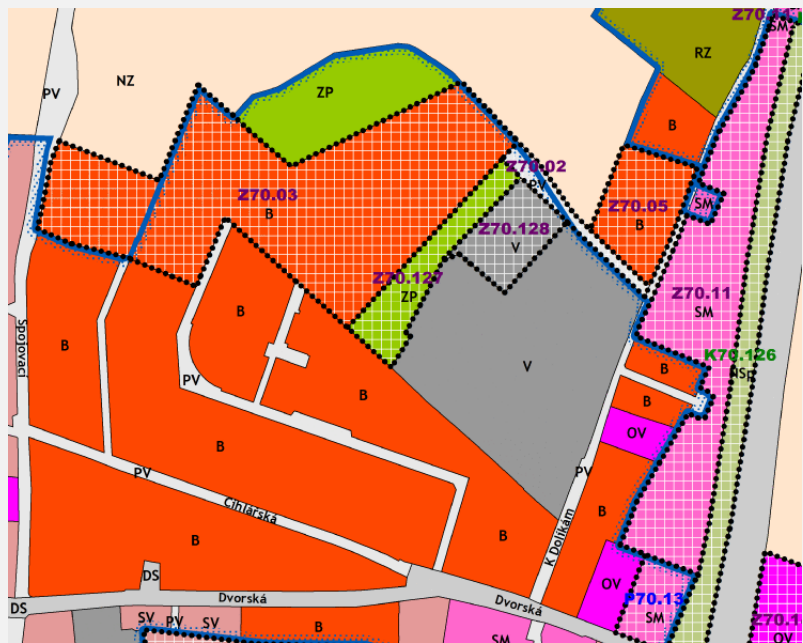 Z70.11
SM
RZ
NZ
PV
ZP
B
Z70.02
PV
Z70.03
B
SM
Z70.05
B
Z70.128
V
Z70.127
ZP
Z70.11
SM
B
B
Spojovací
K70.126
NSp
V
B
PV
B
B
OV
B
PV
PV
B
Cihlářská
B
B
K Dolíkám
DS
OV
P70.13
SM
Dvorská
DS
Dvorská
SV
PV
SV
B
SM
OV